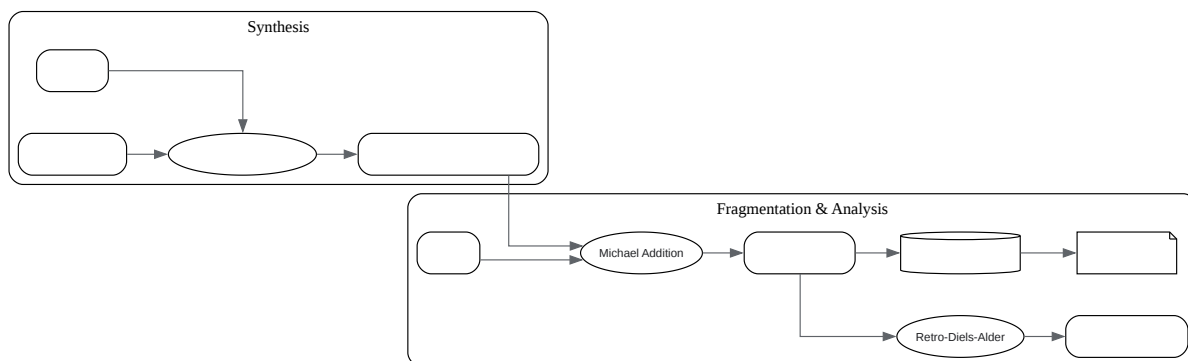 Synthesis
Fragmentation & Analysis
Michael Addition
Retro-Diels-Alder